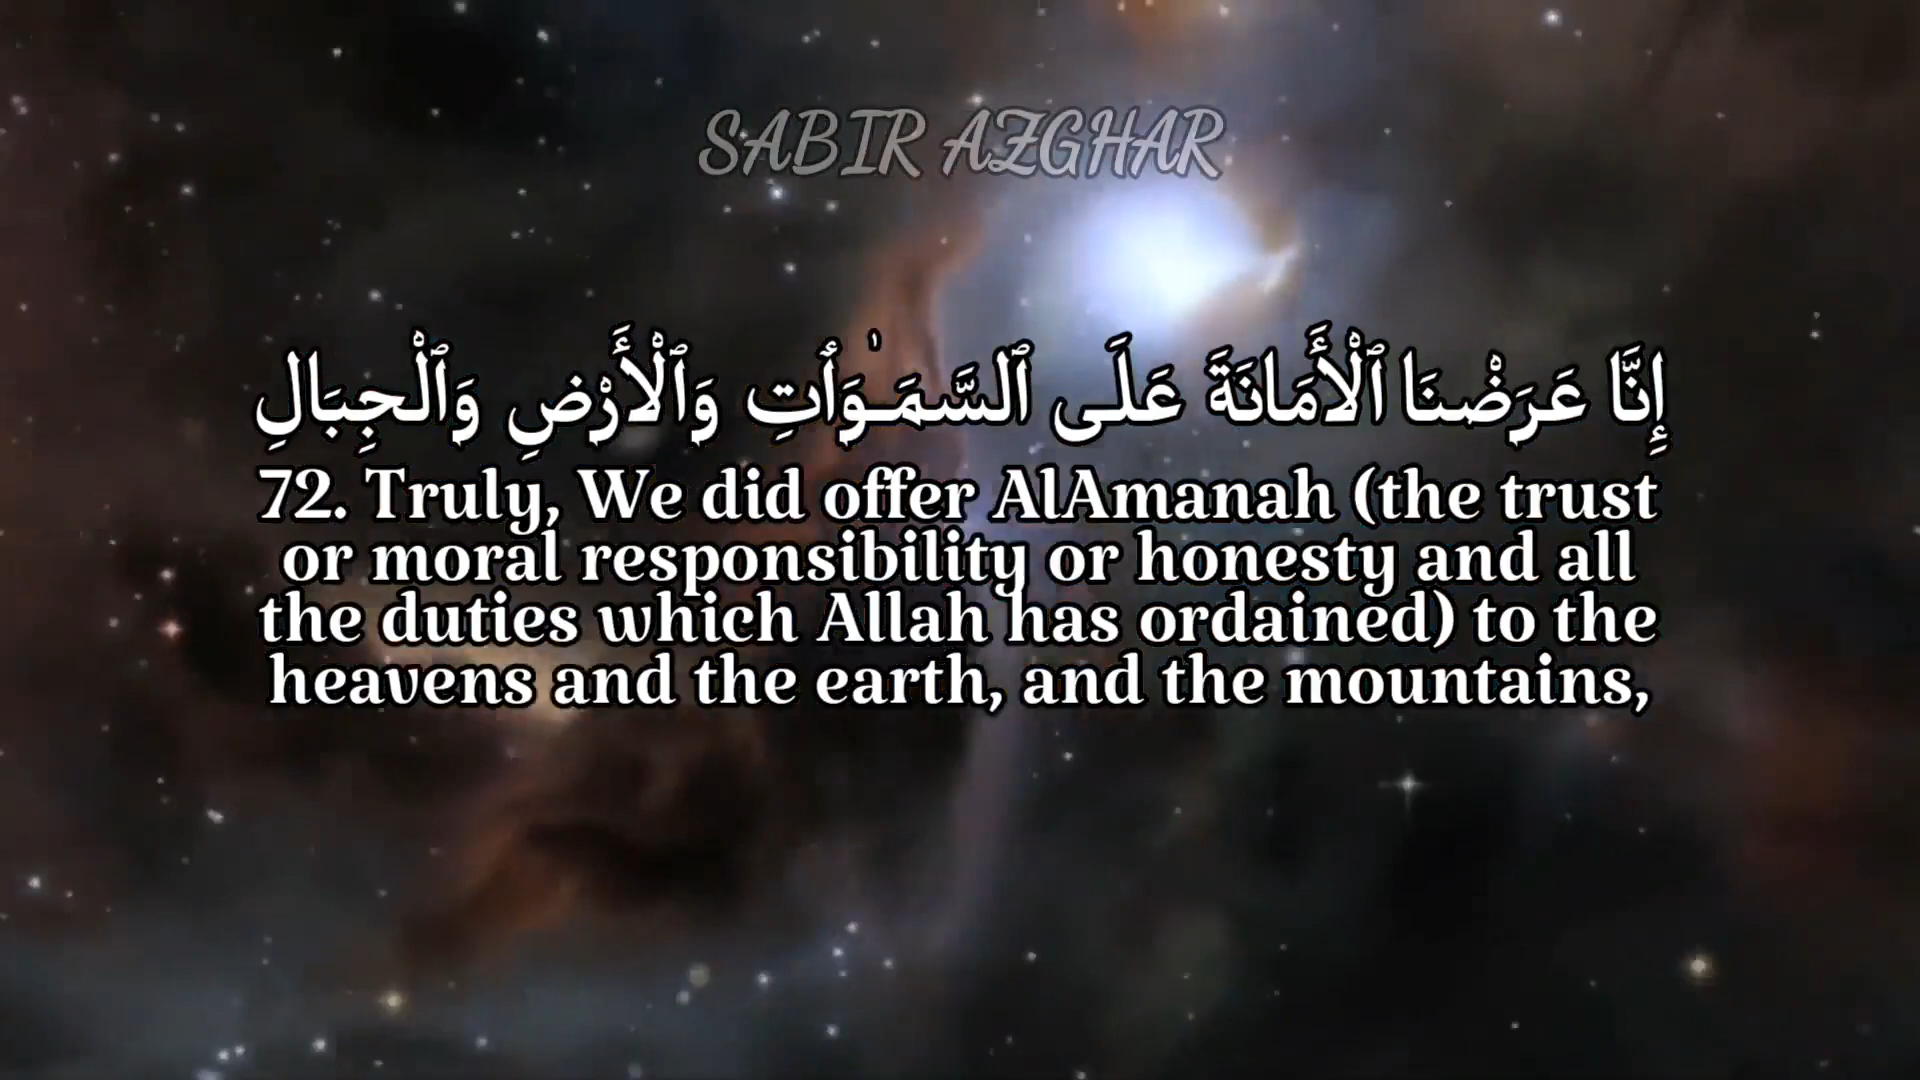 SABIR AZGHAR
إِنَّا عَرَضْنَا ٱلْأَمَانَةَ عَلَى ٱلسَّمَـٰوَٲتِ وَٱلْأَرْضِ وَٱلْجِبَالِ
72. Truly, We did offer AlAmanah (the trust
or moral responsibility or honesty and all
the duties which Allah has ordained) to the
heavens and the earth, and the mountains,